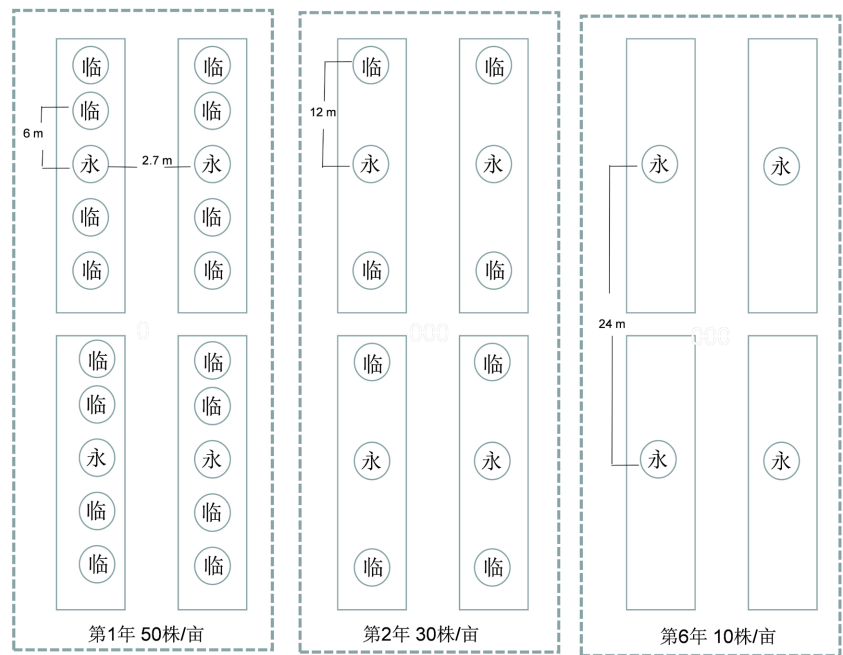 临 临
临 临
6 m
永 2.7 m 永
临 临
临 临
临 临
临 临
永 永
临 临
临 临
第1年 50株/亩
临 临
12 m
永 永
临 临
临 临
永 永
临 临
第2年 30株/亩
永 永
24 m
永 永
第6年 10株/亩